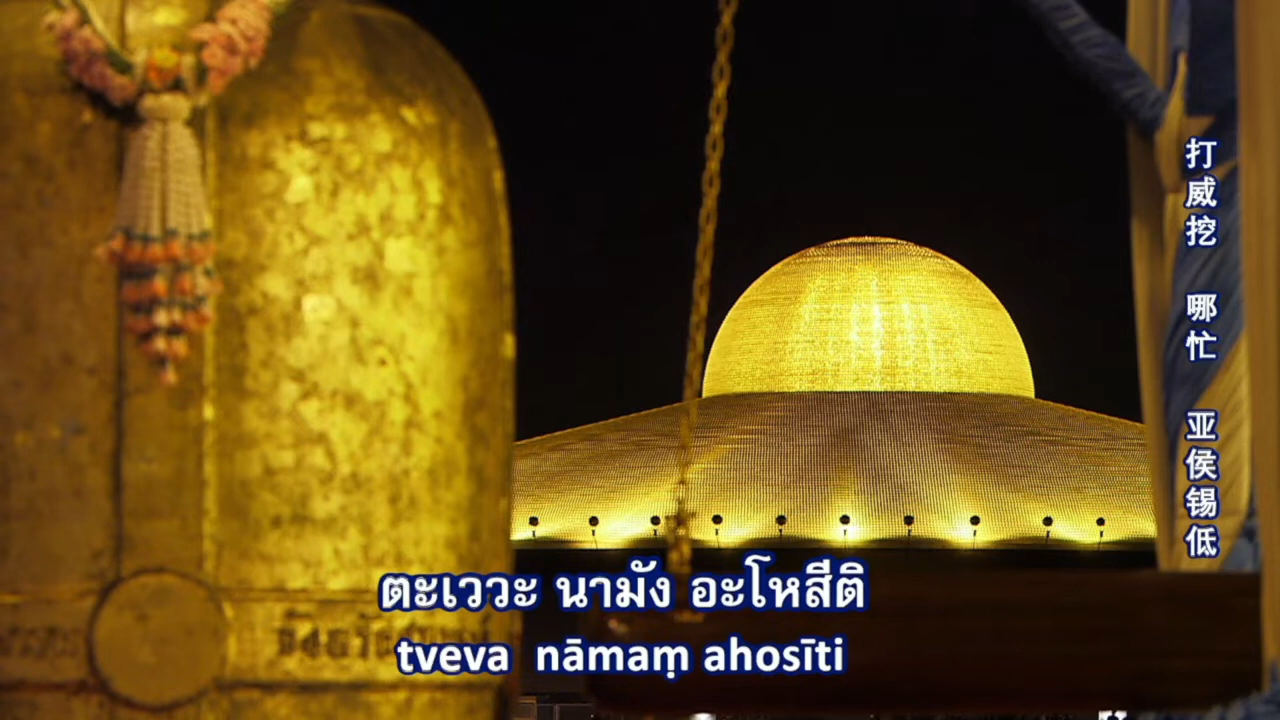 打威挖 哪忙 亚侯锡低
ตะเววะ นามัง อะโหสีติ
tveva nāmaṃ ahosīti